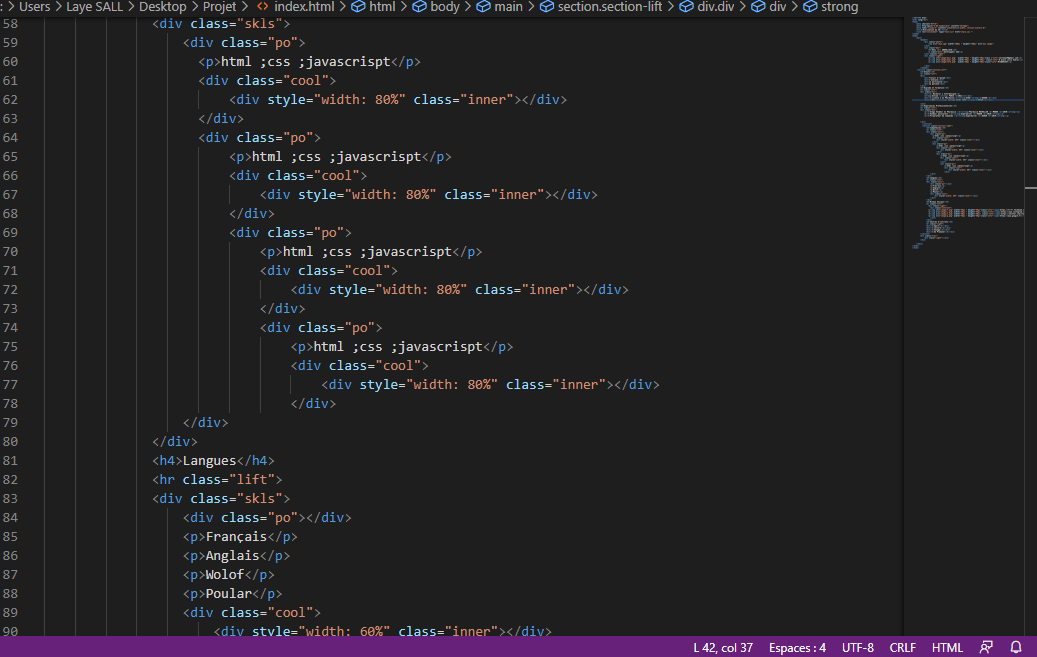 : > Users > Laye SALL > Desktop > Projet > <> index.html > html > body > main > section.section-lift > div.div > div > strong
58 <div class="skls">
59 <div class="po">
60 <p>html ;css ;javascrispt</p>
61 <div class="cool">
62 <div style="width: 80%" class="inner"></div>
63 </div>
64 <div class="po">
65 <p>html ;css ;javascrispt</p>
66 <div class="cool">
67 <div style="width: 80%" class="inner"></div>
68 </div>
69 <div class="po">
70 <p>html ;css ;javascrispt</p>
71 <div class="cool">
72 <div style="width: 80%" class="inner"></div>
73 </div>
74 <div class="po">
75 <p>html ;css ;javascrispt</p>
76 <div class="cool">
77 <div style="width: 80%" class="inner"></div>
78 </div>
79 </div>
80 </div>
81 <h4>Langues</h4>
82 <hr class="lift">
83 <div class="skls">
84 <div class="po"></div>
85 <p>Français</p>
86 <p>Anglais</p>
87 <p>Wolof</p>
88 <p>Poular</p>
89 <div class="cool">
90 <div style="width: 60%" class="inner"></div>
L 42, col 37 Espaces : 4 UTF-8 CRLF HTML